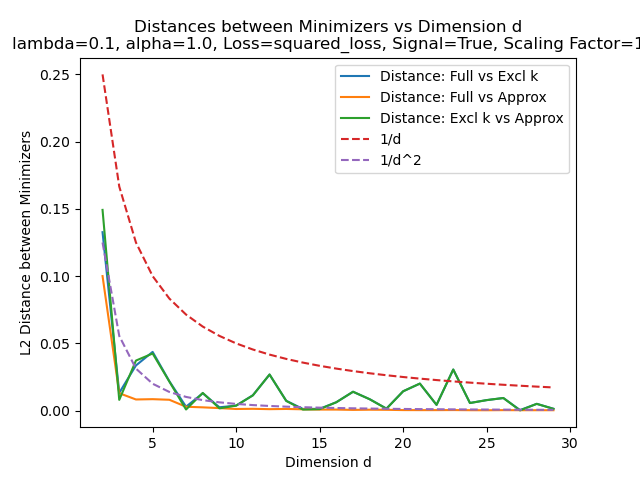 Distances between Minimizers vs Dimension d
lambda=0.1, alpha=1.0, Loss=squared_loss, Signal=True, Scaling Factor=1
Distance: Full vs Excl k
Distance: Full vs Approx
Distance: Excl k vs Approx
1/d
1/d^2
L2 Distance between Minimizers
0.25
0.20
0.15
0.10
0.05
0.00
5 10 15 20 25 30
Dimension d